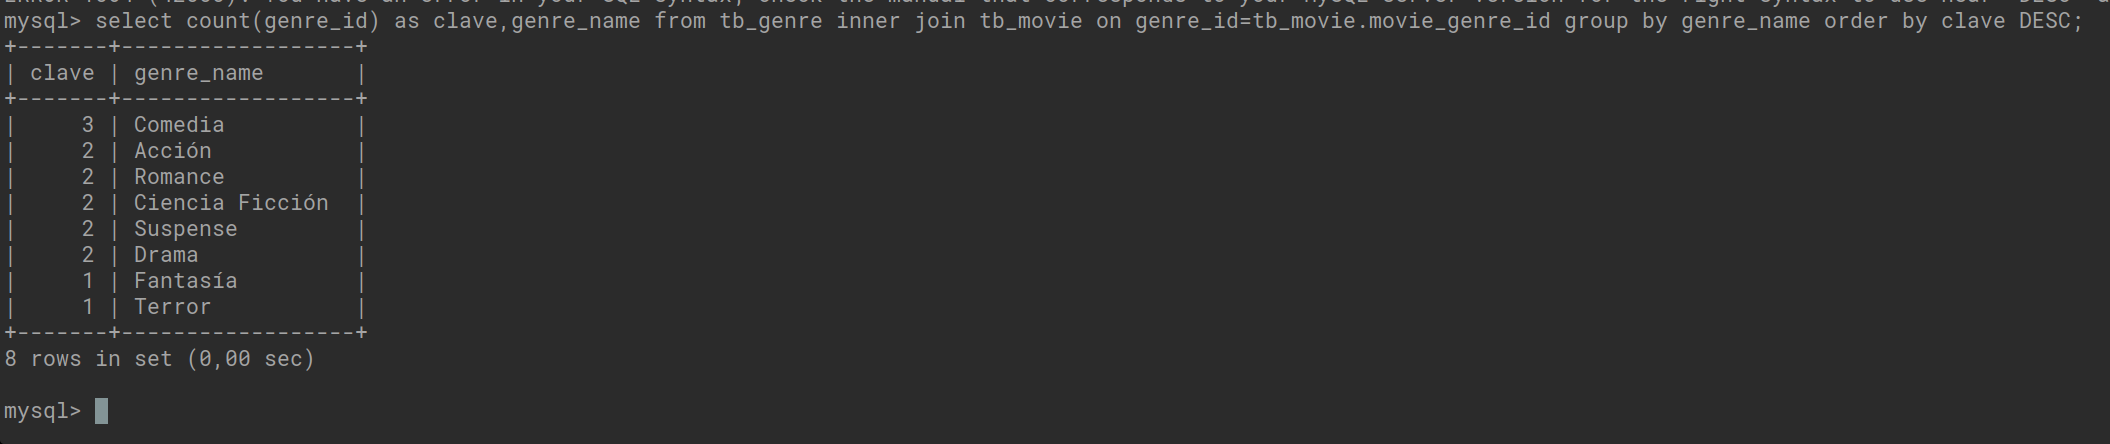 mysql> select count(genre_id) as clave,genre_name from tb_genre inner join tb_movie on genre_id=tb_movie.movie_genre_id group by genre_name order by clave DESC;
+-------+------------------+
| clave | genre_name       |
+-------+------------------+
|     3 | Comedia          |
|     2 | Acción           |
|     2 | Romance          |
|     2 | Ciencia Ficción  |
|     2 | Suspense         |
|     2 | Drama            |
|     1 | Fantasía         |
|     1 | Terror           |
+-------+------------------+
8 rows in set (0,00 sec)
mysql>